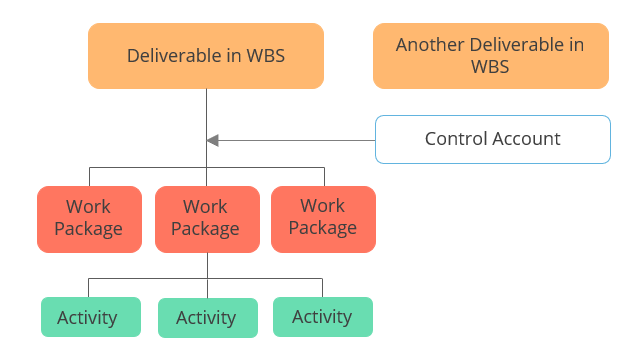 Deliverable in WBS
Another Deliverable in
WBS
Control Account
Work
Package
Work
Package
Work
Package
Activity
Activity
Activity